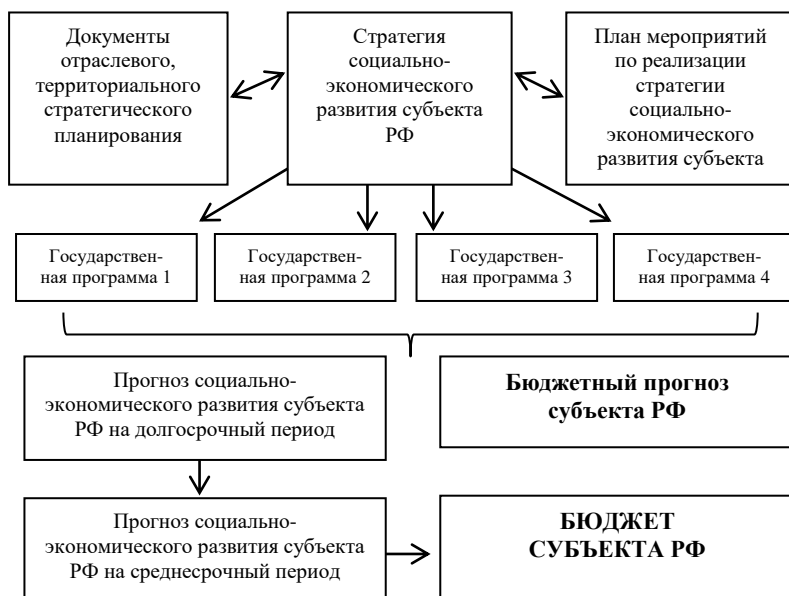 Документы
отраслевого,
территориального
стратегического
планирования
Стратегия
социально-
экономического
развития субъекта
РФ
План мероприятий
по реализации
стратегии
социально-
экономического
развития субъекта
Государствен-
ная программа 1
Государствен-
ная программа 2
Государствен-
ная программа 3
Государствен-
ная программа 4
Прогноз социально-
экономического развития субъекта
РФ на долгосрочный период
Бюджетный прогноз
субъекта РФ
Прогноз социально-
экономического развития субъекта
РФ на среднесрочный период
БЮДЖЕТ
СУБЪЕКТА РФ